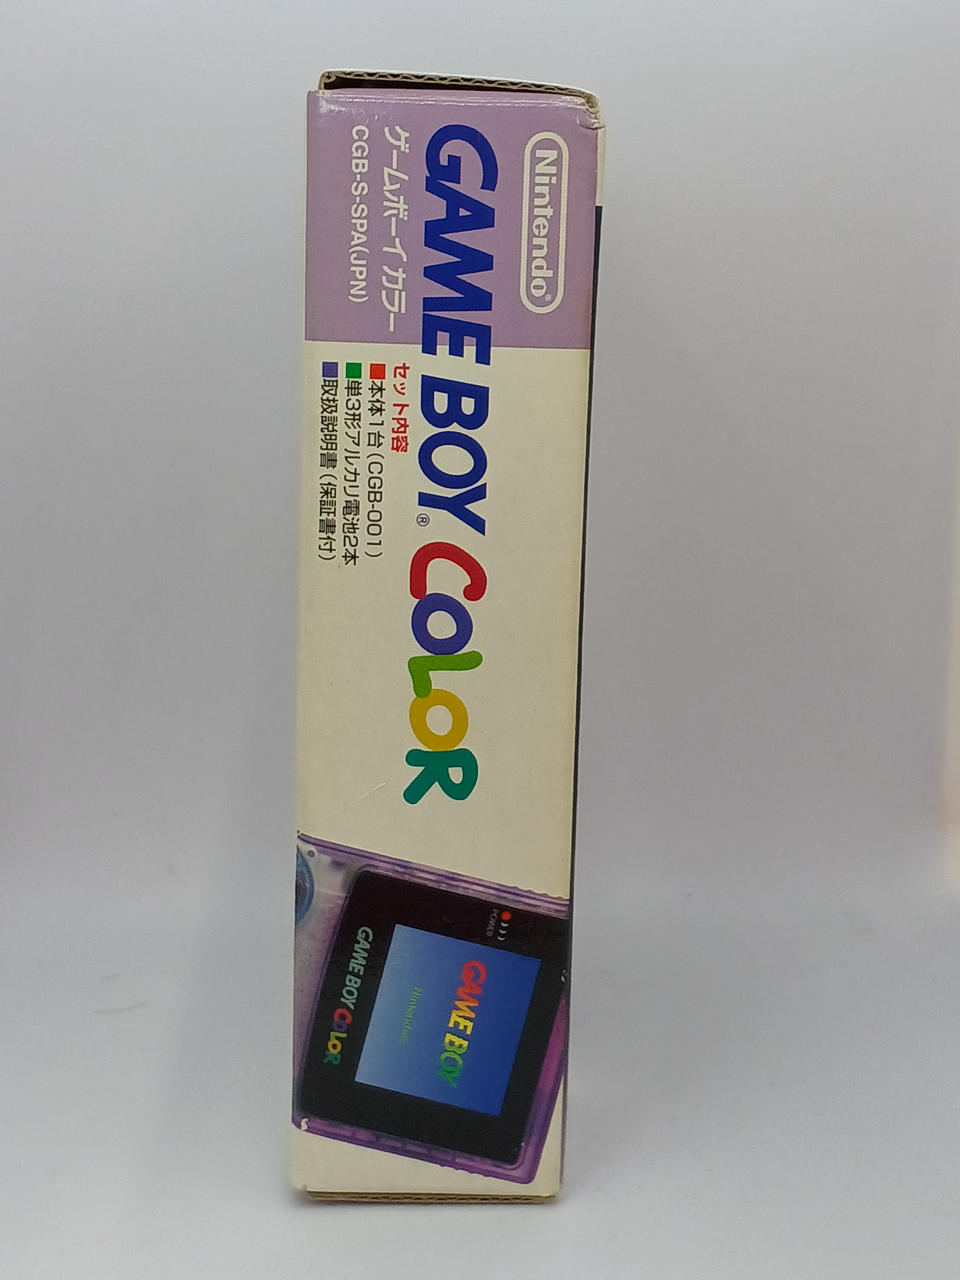 Nintendo®
GAME BOY® COLOR
ゲームボーイ カラー
CGB-S-SPA(JPN)
セット内容
■本体1台(CGB-001)
■単3形アルカリ電池2本
■取扱説明書(保証書付)
POWER
GAME BOY
Nintendo®
GAME BOY COLOR